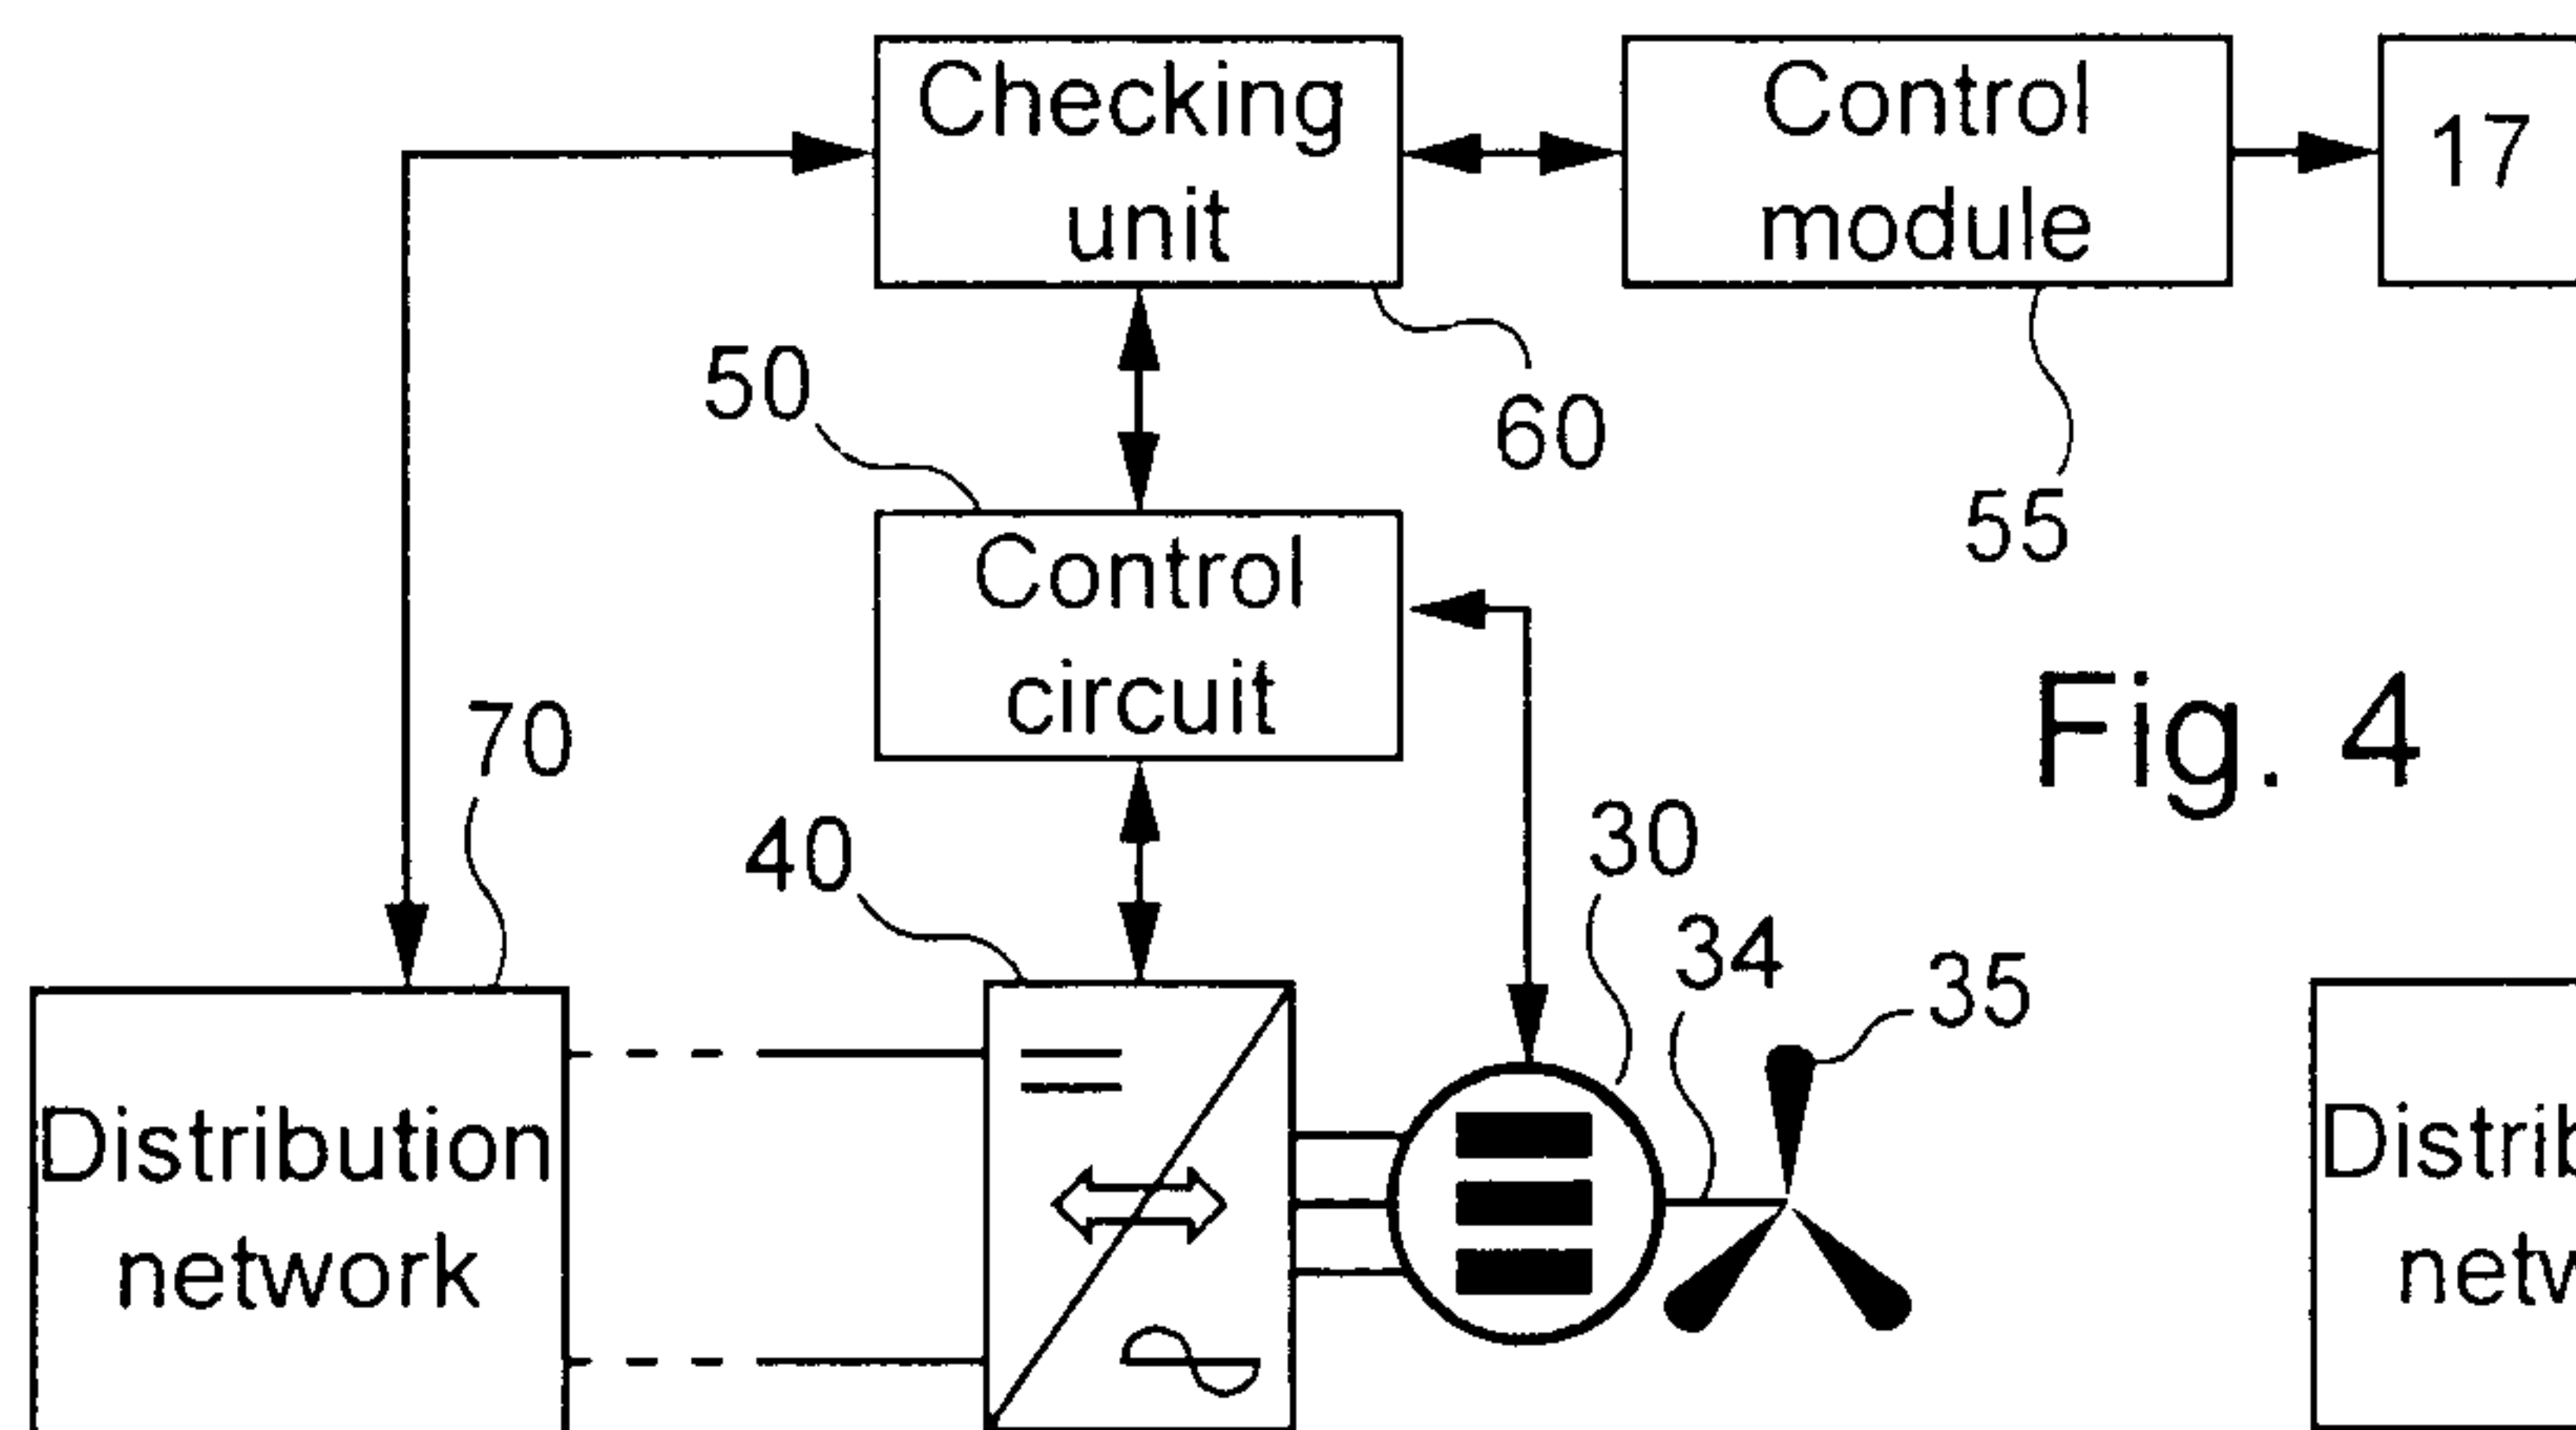 Checking
unit
Control
module
17
50
60
55
Control
circuit
Fig. 4
70
40
30
34
35
Distribution
network